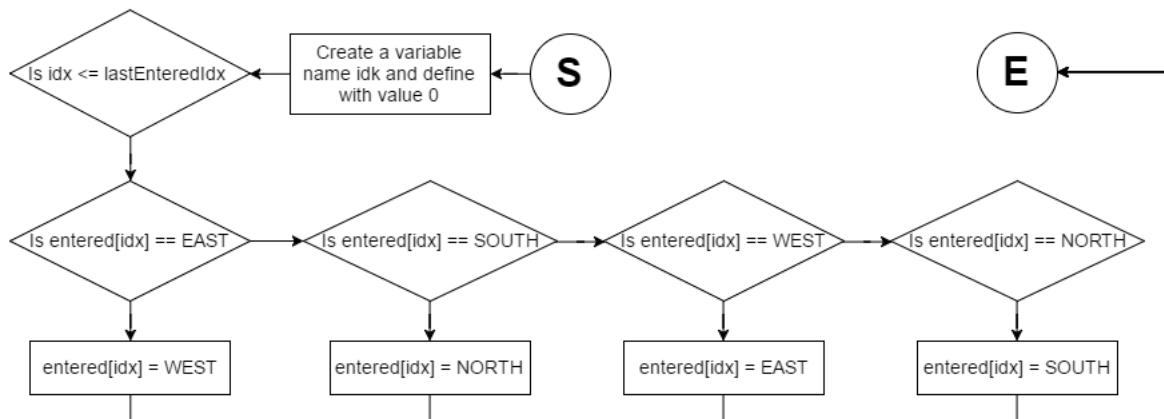 Is idx <= lastEnteredIdx
Create a variable
name idk and define
with value 0
S
E
Is entered[idx] == EAST
Is entered[idx] == SOUTH
Is entered[idx] == WEST
Is entered[idx] == NORTH
entered[idx] = WEST
entered[idx] = NORTH
entered[idx] = EAST
entered[idx] = SOUTH